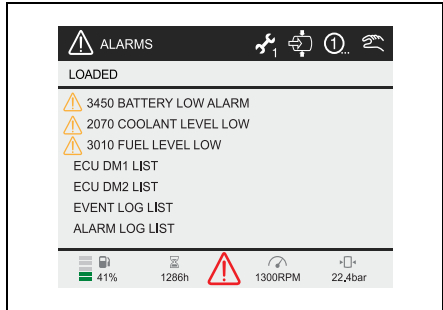 ALARMS 1 1...
LOADED
3450 BATTERY LOW ALARM
2070 COOLANT LEVEL LOW
3010 FUEL LEVEL LOW
ECU DM1 LIST
ECU DM2 LIST
EVENT LOG LIST
ALARM LOG LIST
41% 1286h 1300RPM 22,4bar